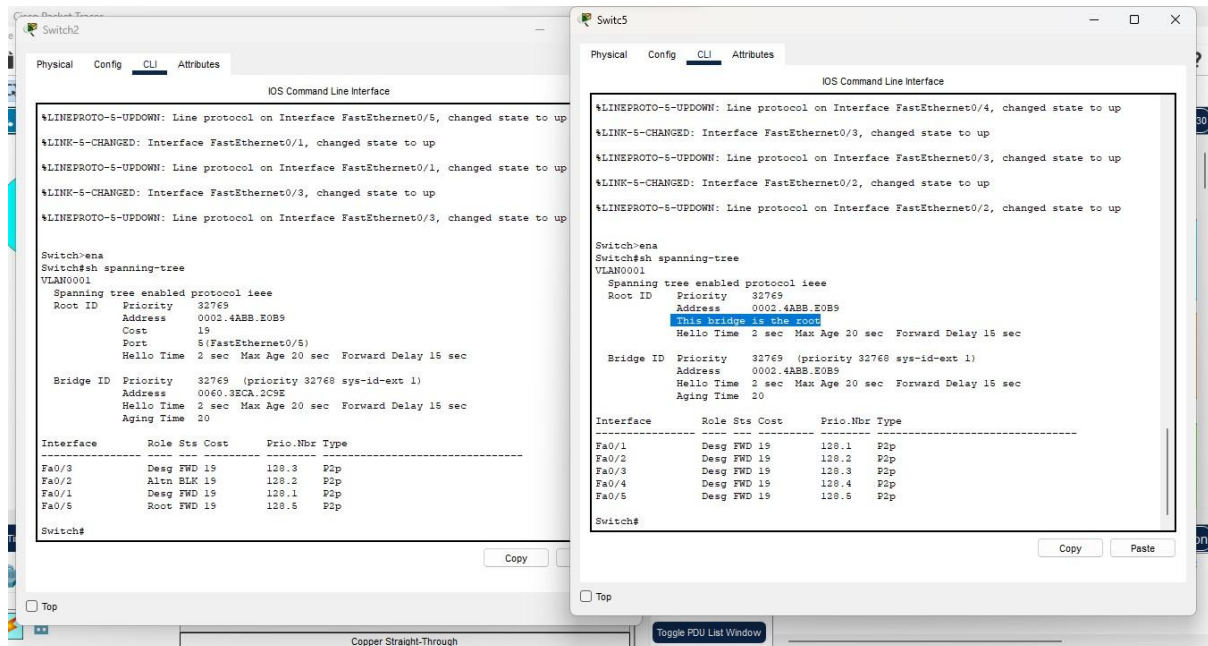 Cisco Packet Tracer
Switch2
Physical Config CLI Attributes
IOS Command Line Interface
%LINEPROTO-5-UPDOWN: Line protocol on Interface FastEthernet0/5, changed state to up
%LINK-5-CHANGED: Interface FastEthernet0/1, changed state to up
%LINEPROTO-5-UPDOWN: Line protocol on Interface FastEthernet0/1, changed state to up
%LINK-5-CHANGED: Interface FastEthernet0/3, changed state to up
%LINEPROTO-5-UPDOWN: Line protocol on Interface FastEthernet0/3, changed state to up
Switch>ena
Switch#sh spanning-tree
VLAN0001
Spanning tree enabled protocol ieee
Root ID Priority 32769
Address 0002.4ABB.E0B9
Cost 19
Port 5(FastEthernet0/5)
Hello Time 2 sec Max Age 20 sec Forward Delay 15 sec
Bridge ID Priority 32769 (priority 32768 sys-id-ext 1)
Address 0060.3ECA.2C9E
Hello Time 2 sec Max Age 20 sec Forward Delay 15 sec
Aging Time 20
Interface Role Sts Cost Prio.Nbr Type
---------------- ---- --- --------- -------- --------------------------------
Fa0/3 Desg FWD 19 128.3 P2p
Fa0/2 Altn BLK 19 128.2 P2p
Fa0/1 Desg FWD 19 128.1 P2p
Fa0/5 Root FWD 19 128.5 P2p
Switch#
Copy
Top
Copper Straight-Through
Switc5
Physical Config CLI Attributes
IOS Command Line Interface
%LINEPROTO-5-UPDOWN: Line protocol on Interface FastEthernet0/4, changed state to up
%LINK-5-CHANGED: Interface FastEthernet0/3, changed state to up
%LINEPROTO-5-UPDOWN: Line protocol on Interface FastEthernet0/3, changed state to up
%LINK-5-CHANGED: Interface FastEthernet0/2, changed state to up
%LINEPROTO-5-UPDOWN: Line protocol on Interface FastEthernet0/2, changed state to up
Switch>ena
Switch#sh spanning-tree
VLAN0001
Spanning tree enabled protocol ieee
Root ID Priority 32769
Address 0002.4ABB.E0B9
This bridge is the root
Hello Time 2 sec Max Age 20 sec Forward Delay 15 sec
Bridge ID Priority 32769 (priority 32768 sys-id-ext 1)
Address 0002.4ABB.E0B9
Hello Time 2 sec Max Age 20 sec Forward Delay 15 sec
Aging Time 20
Interface Role Sts Cost Prio.Nbr Type
---------------- ---- --- --------- -------- --------------------------------
Fa0/1 Desg FWD 19 128.1 P2p
Fa0/2 Desg FWD 19 128.2 P2p
Fa0/3 Desg FWD 19 128.3 P2p
Fa0/4 Desg FWD 19 128.4 P2p
Fa0/5 Desg FWD 19 128.5 P2p
Switch#
Copy Paste
Top
Toggle PDU List Window